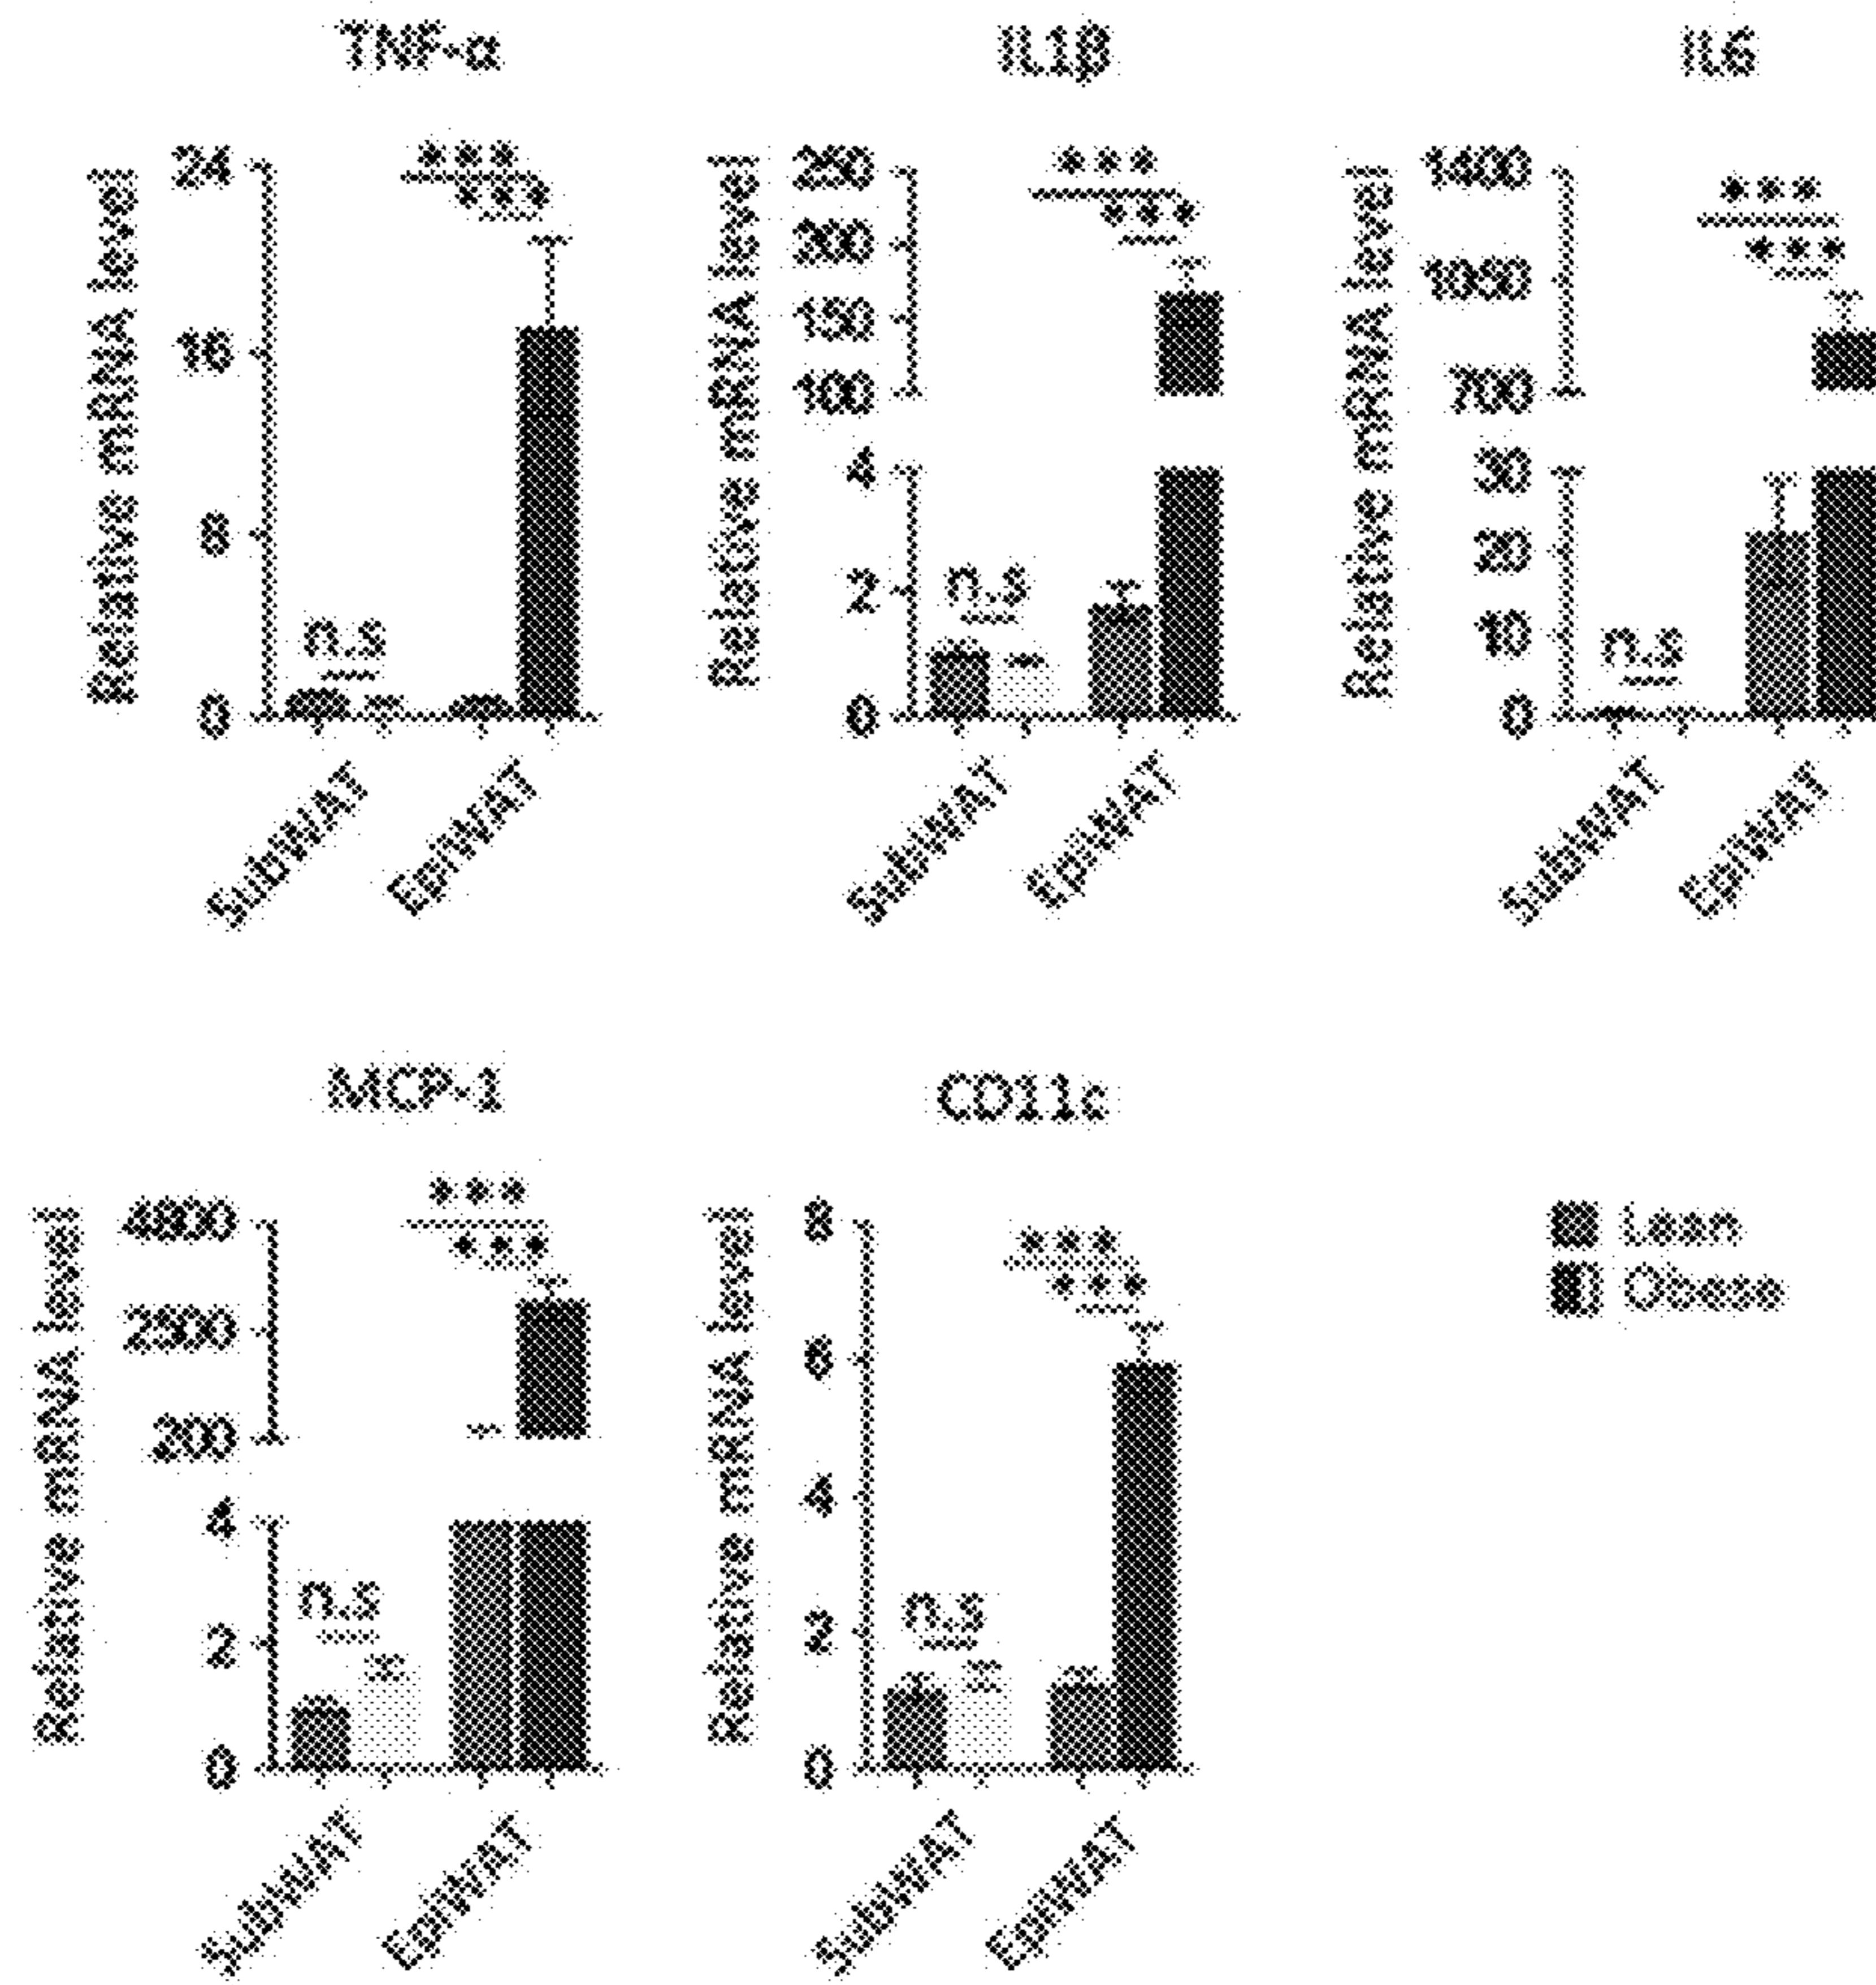 TNF-α
Relative mRNA level
24
16
8
0
***
***
n.s
SubWAT
EpiWAT
IL1β
Relative mRNA level
250
200
150
100
4
2
0
***
***
n.s
SubWAT
EpiWAT
IL6
Relative mRNA level
1400
1050
700
30
20
10
0
***
***
n.s
SubWAT
EpiWAT
MCP-1
Relative mRNA level
4800
2500
200
4
2
0
***
***
n.s
SubWAT
EpiWAT
CD11c
Relative mRNA level
8
6
4
2
0
***
***
n.s
SubWAT
EpiWAT
Lean
Obese